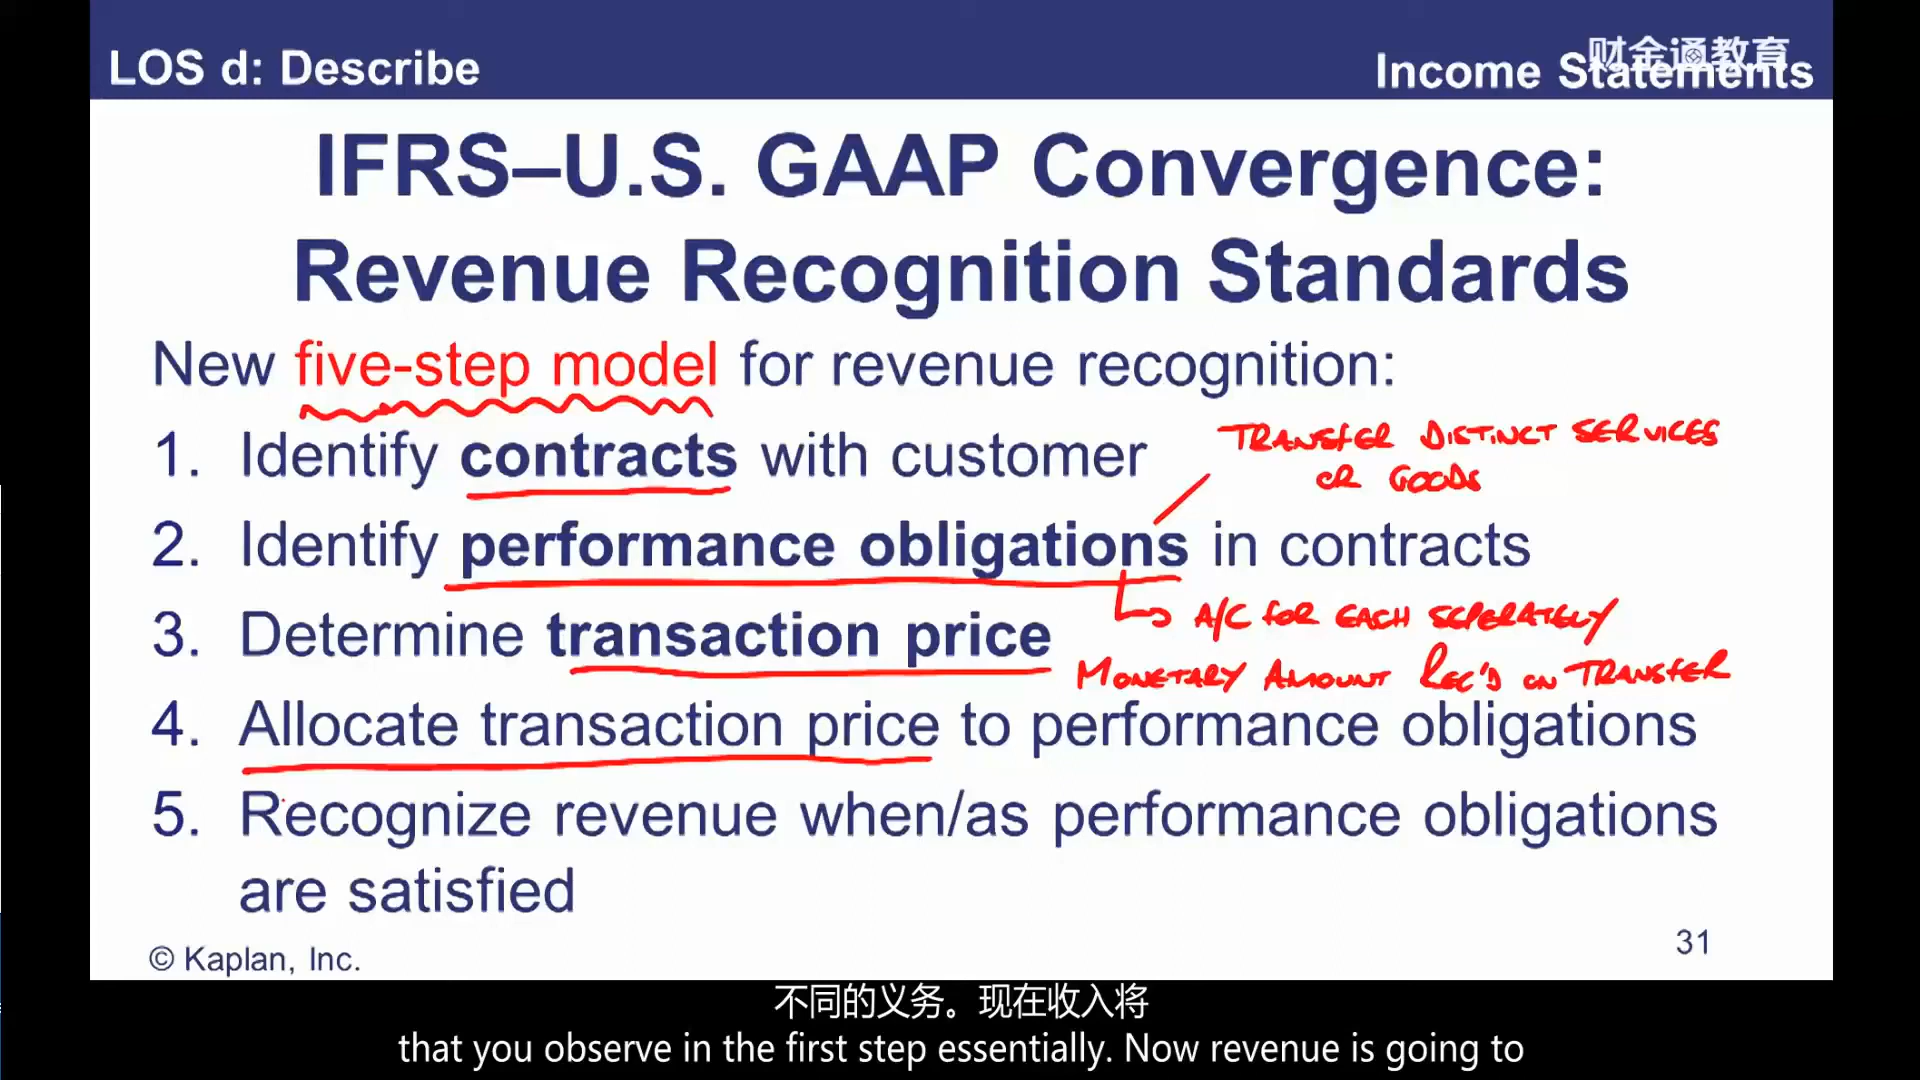 LOS d: Describe
Income Statements
财金通教育
IFRS–U.S. GAAP Convergence:
Revenue Recognition Standards
New five-step model for revenue recognition:
1. Identify contracts with customer
TRANSFER DISTINCT SERVICES
OR GOODS
2. Identify performance obligations in contracts
A/C FOR EACH SEPERATELY
3. Determine transaction price
MONETARY AMOUNT REC'D ON TRANSFER
4. Allocate transaction price to performance obligations
5. Recognize revenue when/as performance obligations
are satisfied
© Kaplan, Inc.
31
不同的义务。现在收入将
that you observe in the first step essentially. Now revenue is going to